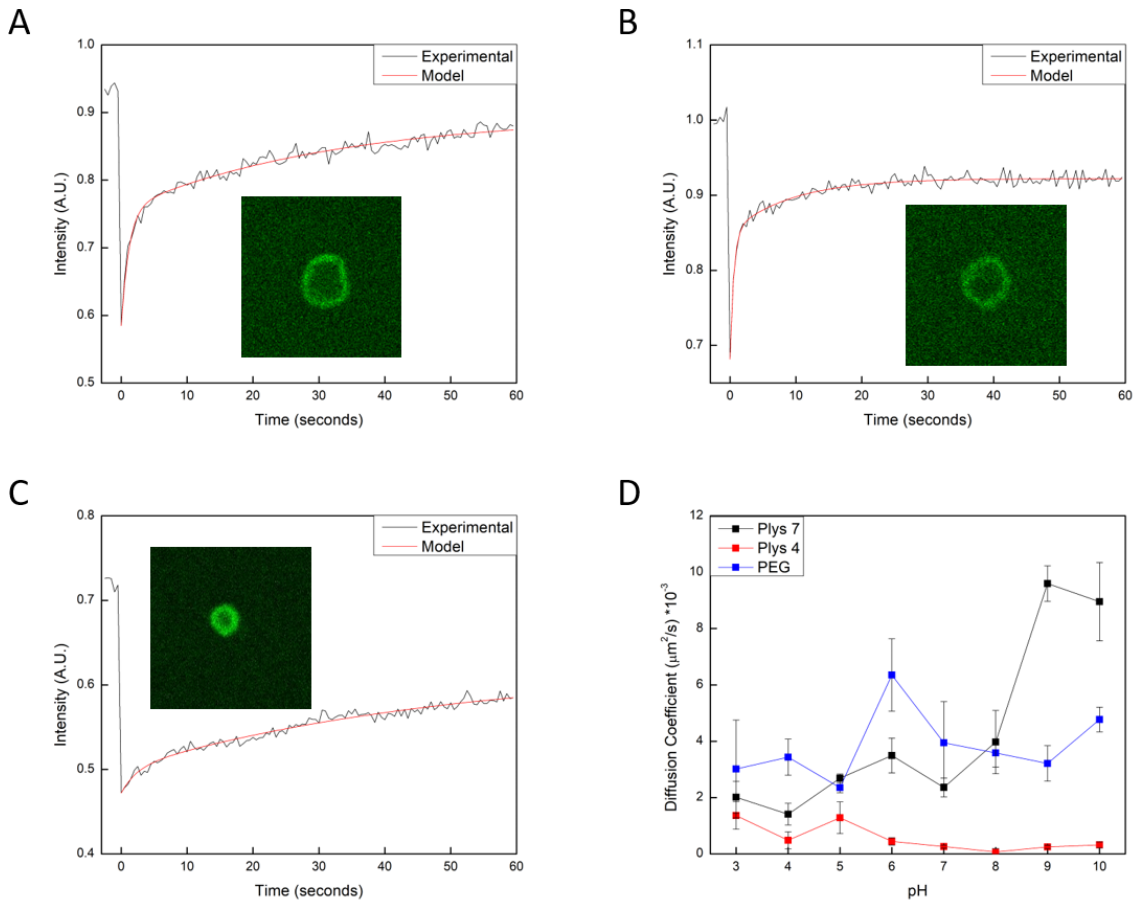 A
1.0
0.9
0.8
0.7
0.6
0.5
Intensity (A.U.)
Experimental
Model
0
10
20
30
40
50
60
Time (seconds)
B
1.1
1.0
0.9
0.8
0.7
Intensity (A.U.)
Experimental
Model
0
10
20
30
40
50
60
Time (seconds)
C
0.8
0.7
0.6
0.5
0.4
Intensity (A.U.)
Experimental
Model
0
10
20
30
40
50
60
Time (seconds)
D
12
10
8
6
4
2
0
Diffusion Coefficient (μm²/s) *10⁻³
Plys 7
Plys 4
PEG
3
4
5
6
7
8
9
10
pH